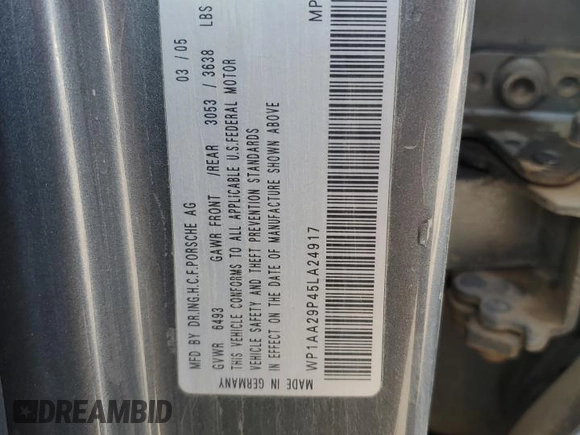 MFD BY DR.ING.H.C.F.PORSCHE AG 03 / 05
GVWR 6493 GAWR FRONT /REAR 3053 / 3638 LBS
THIS VEHICLE CONFORMS TO ALL APPLICABLE U.S.FEDERAL MOTOR
VEHICLE SAFETY AND THEFT PREVENTION STANDARDS
IN EFFECT ON THE DATE OF MANUFACTURE SHOWN ABOVE
MADE IN GERMANY
WP1AA29P45LA24917 MP
DREAMBID